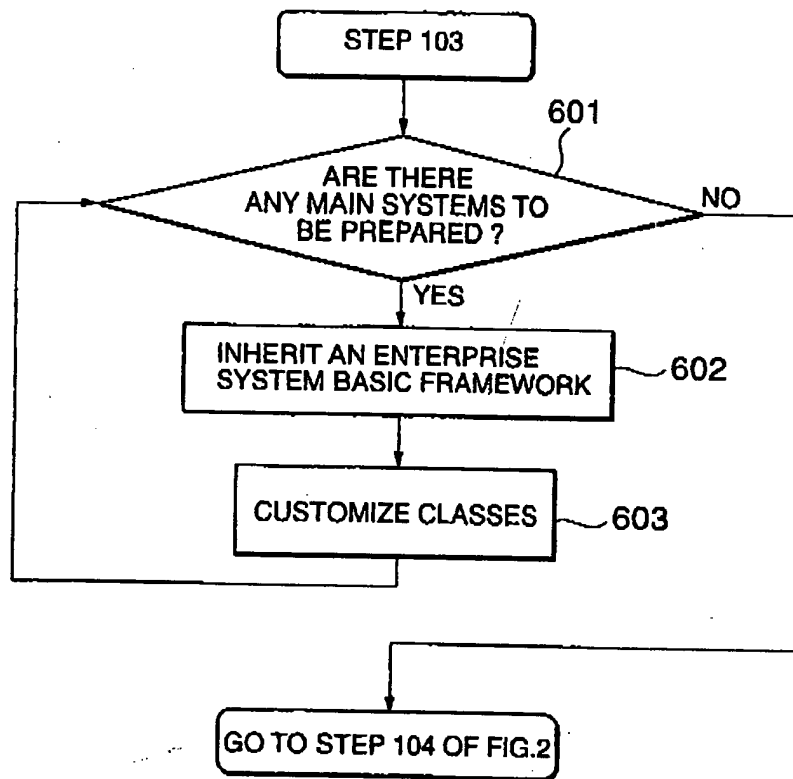 STEP 103
601
ARE THERE
ANY MAIN SYSTEMS TO
BE PREPARED ?
NO
YES
INHERIT AN ENTERPRISE
SYSTEM BASIC FRAMEWORK
602
CUSTOMIZE CLASSES
603
GO TO STEP 104 OF FIG.2